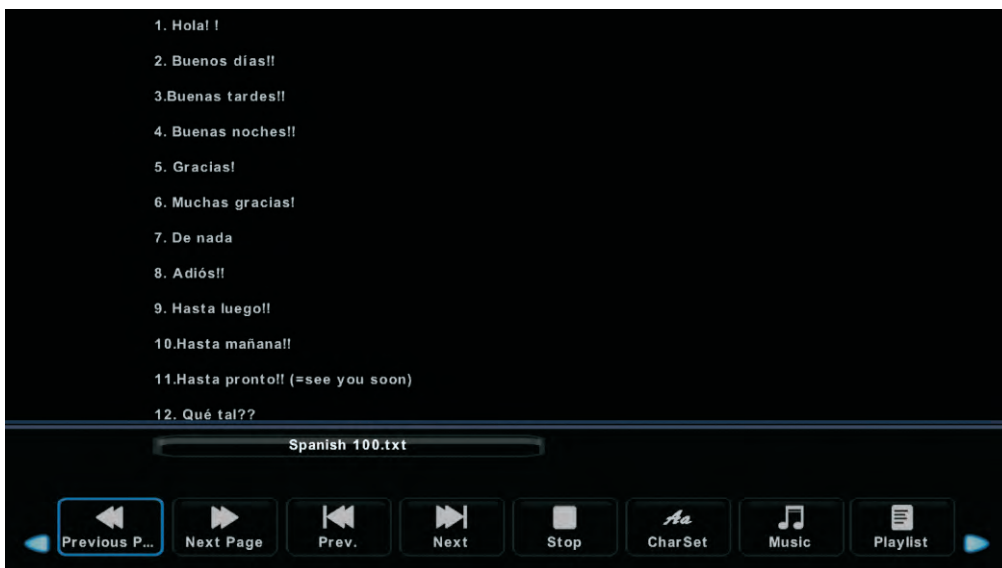 1. Hola! !
2. Buenos días!!
3.Buenas tardes!!
4. Buenas noches!!
5. Gracias!
6. Muchas gracias!
7. De nada
8. Adiós!!
9. Hasta luego!!
10.Hasta mañana!!
11.Hasta pronto!! (=see you soon)
12. Qué tal??
Spanish 100.txt
Previous P... Next Page Prev. Next Stop CharSet Music Playlist